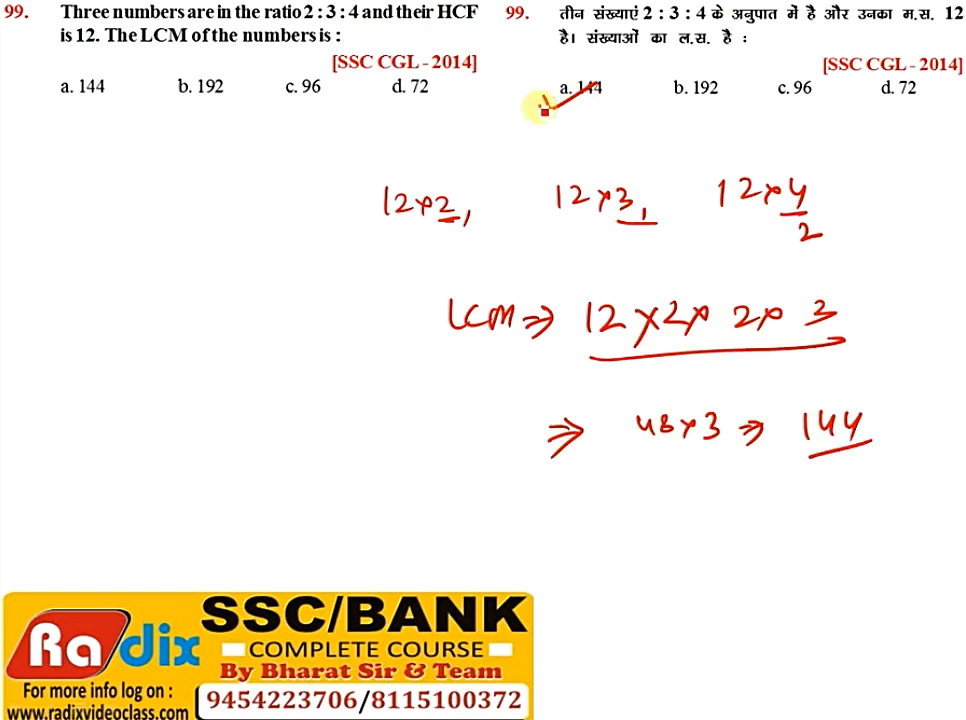 99. Three numbers are in the ratio 2 : 3 : 4 and their HCF
is 12. The LCM of the numbers is :
[SSC CGL - 2014]
a. 144 b. 192 c. 96 d. 72
99. तीन संख्याएं 2 : 3 : 4 के अनुपात में है और उनका म.स. 12
है। संख्याओं का ल.स. है :
[SSC CGL - 2014]
a. 144 b. 192 c. 96 d. 72
12×2, 12×3, 12×4
2
LCM ⇒ 12×2×2×3
⇒ 48×3 ⇒ 144
Radix
For more info log on :
www.radixvideoclass.com
SSC/BANK
COMPLETE COURSE
By Bharat Sir & Team
9454223706/8115100372